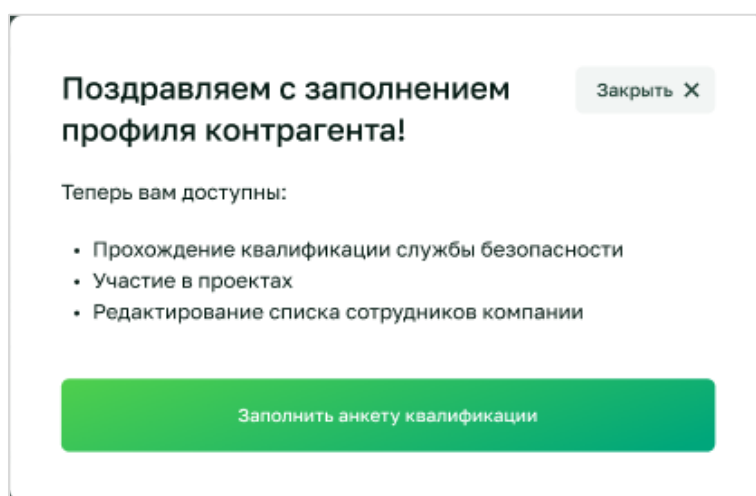 Поздравляем с заполнением
профиля контрагента!
Закрыть ✕
Теперь вам доступны:
• Прохождение квалификации службы безопасности
• Участие в проектах
• Редактирование списка сотрудников компании
Заполнить анкету квалификации